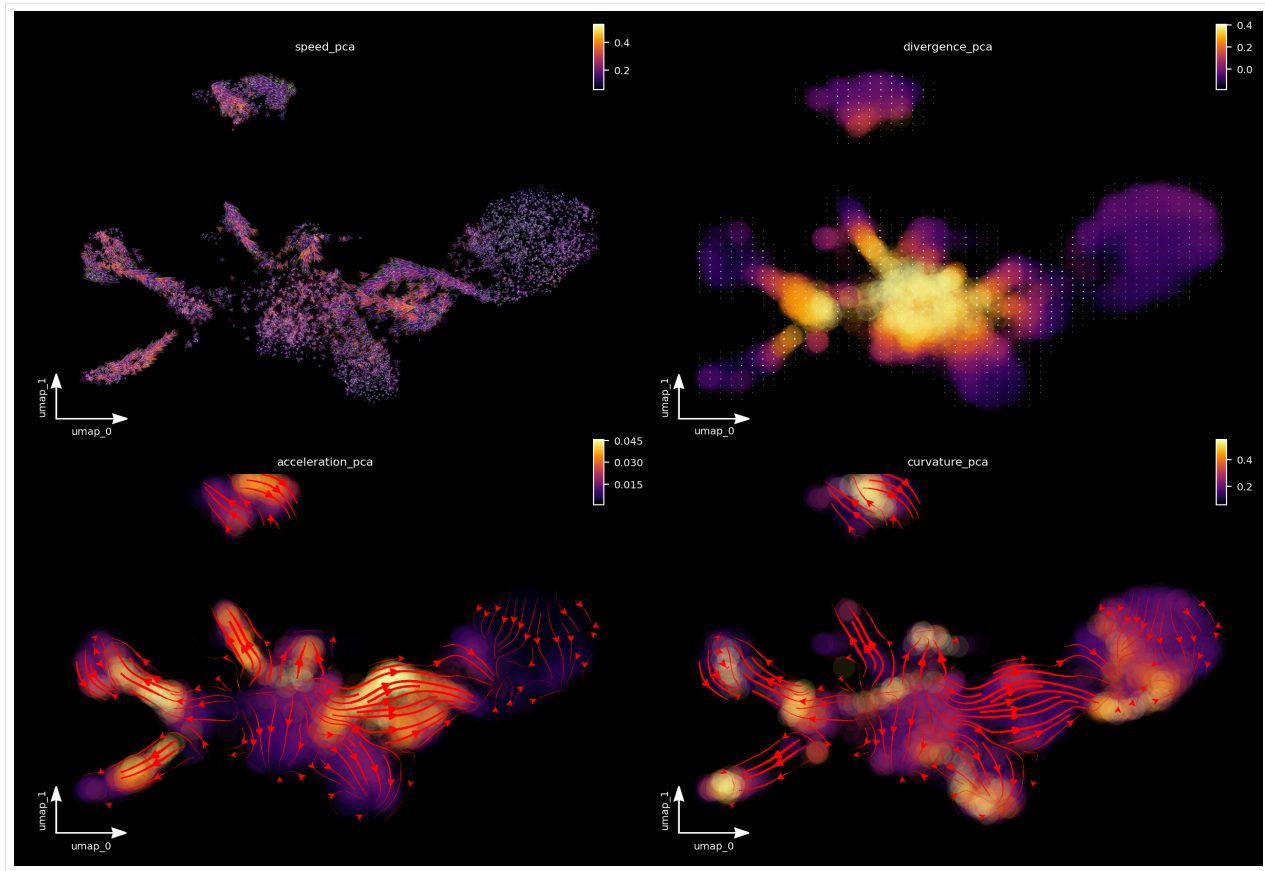 speed_pca
0.4
0.2
umap_1
umap_0
divergence_pca
0.4
0.2
0.0
umap_1
umap_0
acceleration_pca
0.045
0.030
0.015
umap_1
umap_0
curvature_pca
0.4
0.2
umap_1
umap_0